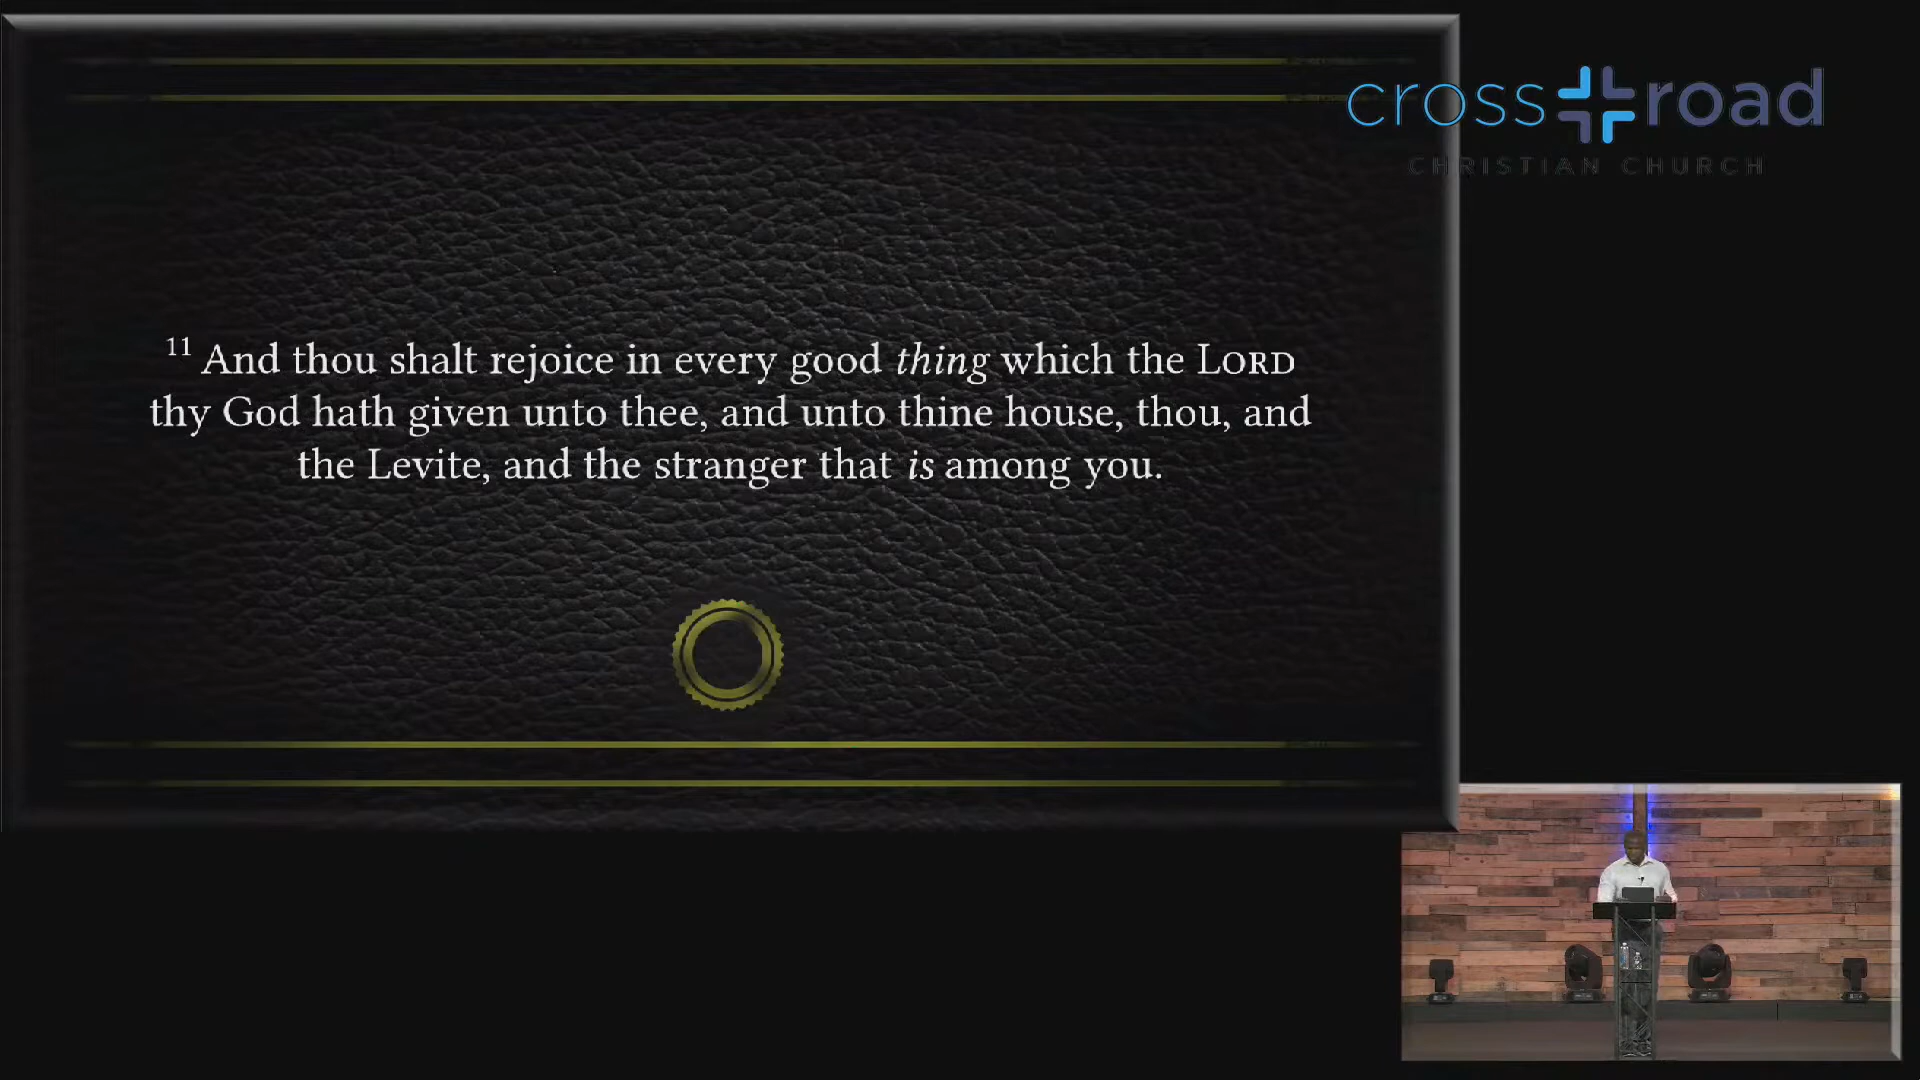 cross road
CHRISTIAN CHURCH
11 And thou shalt rejoice in every good thing which the LORD
thy God hath given unto thee, and unto thine house, thou, and
the Levite, and the stranger that is among you.